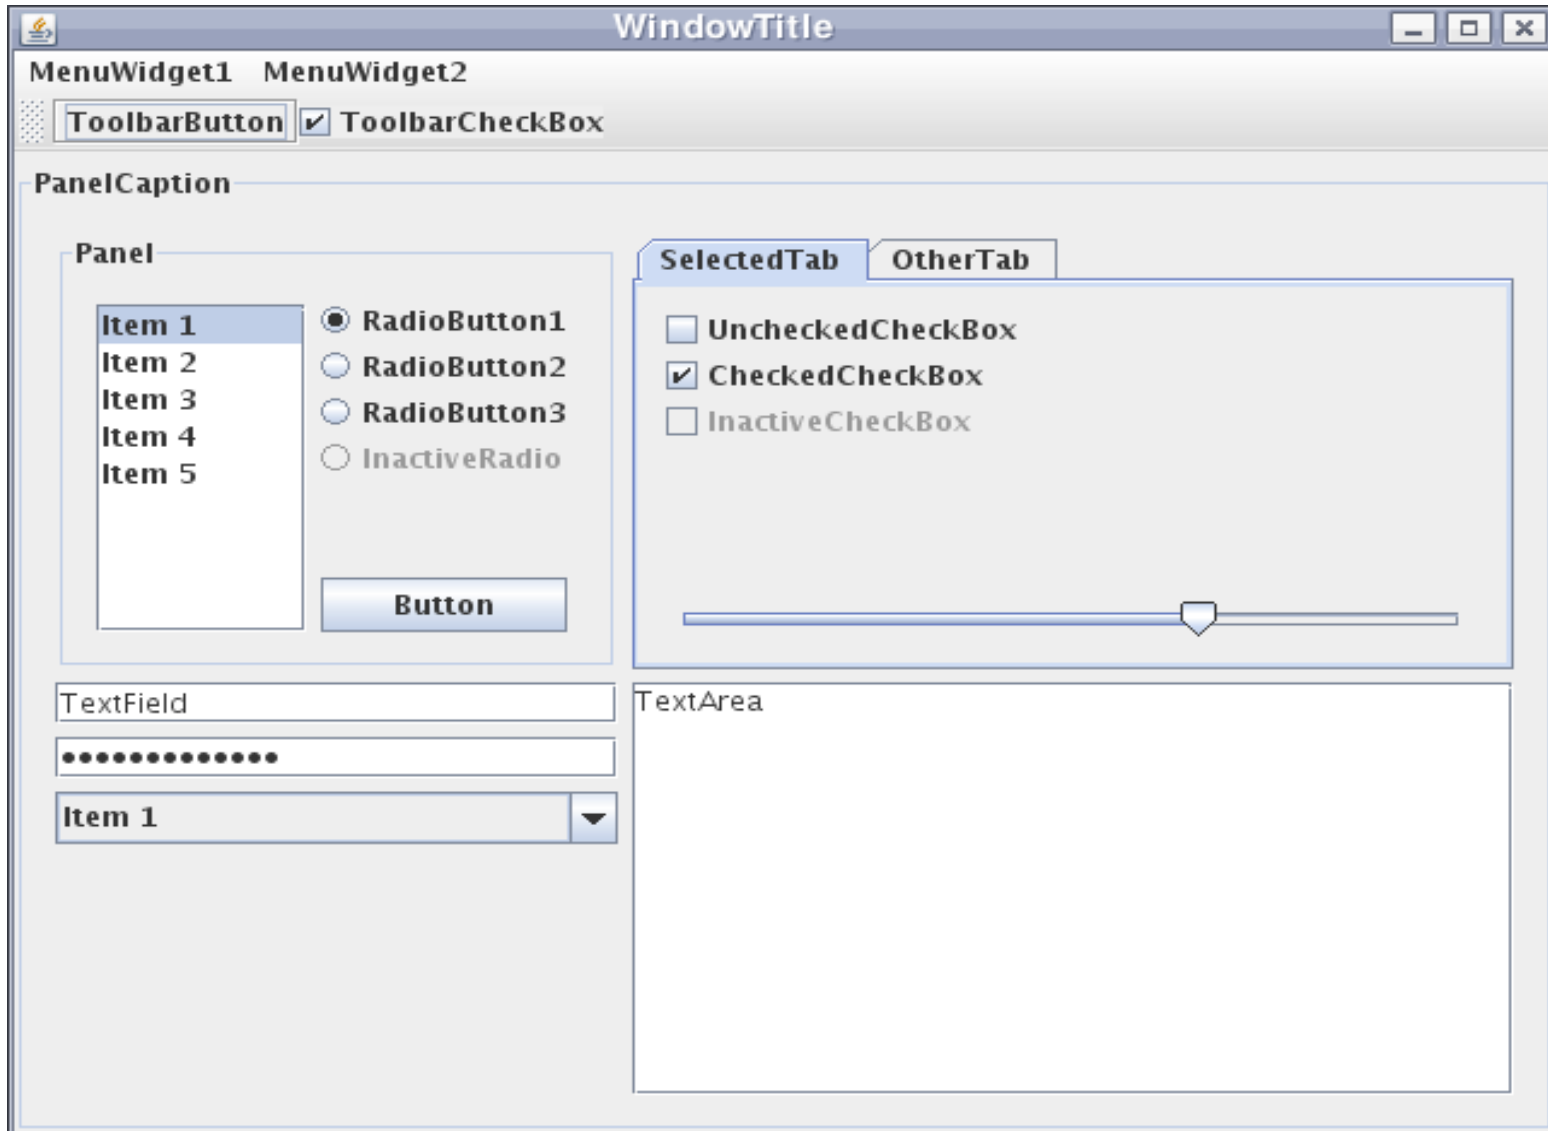 WindowTitle
MenuWidget1 MenuWidget2
ToolbarButton ToolbarCheckBox
PanelCaption
Panel
Item 1
Item 2
Item 3
Item 4
Item 5
RadioButton1
RadioButton2
RadioButton3
InactiveRadio
Button
SelectedTab OtherTab
UncheckedCheckBox
CheckedCheckBox
InactiveCheckBox
TextField
•••••••••••••
Item 1
TextArea